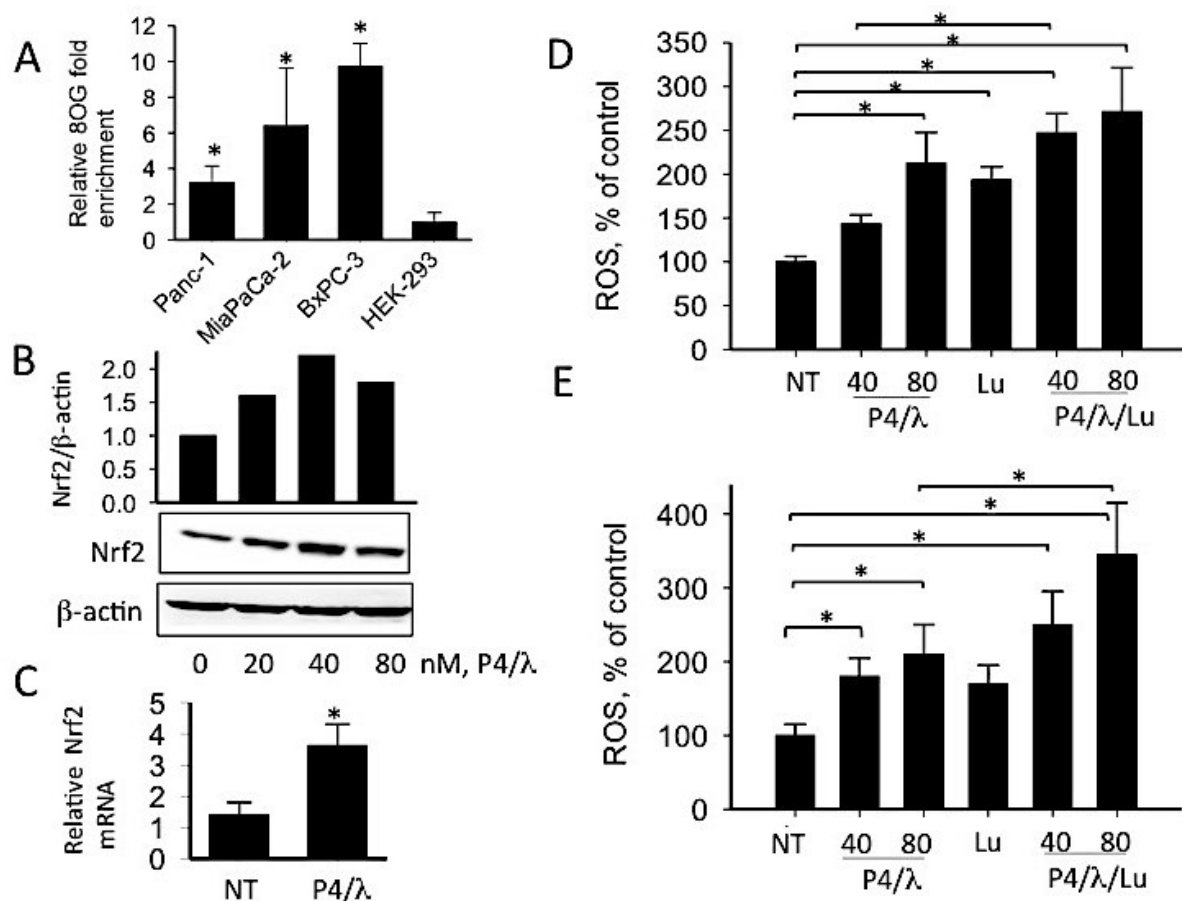 A
Relative 8OG fold
enrichment
12
10
8
6
4
2
0
*
*
*
Panc-1
MiaPaCa-2
BxPC-3
HEK-293
B
Nrf2/β-actin
2.0
1.5
1.0
0.5
0.0
Nrf2
β-actin
0 20 40 80 nM, P4/λ
C
Relative Nrf2
mRNA
5
4
3
2
1
0
*
NT P4/λ
D
ROS, % of control
350
300
250
200
150
100
50
0
*
*
*
*
*
NT 40 80 Lu 40 80
P4/λ P4/λ/Lu
E
ROS, % of control
400
300
200
100
0
*
*
*
*
*
NT 40 80 Lu 40 80
P4/λ P4/λ/Lu